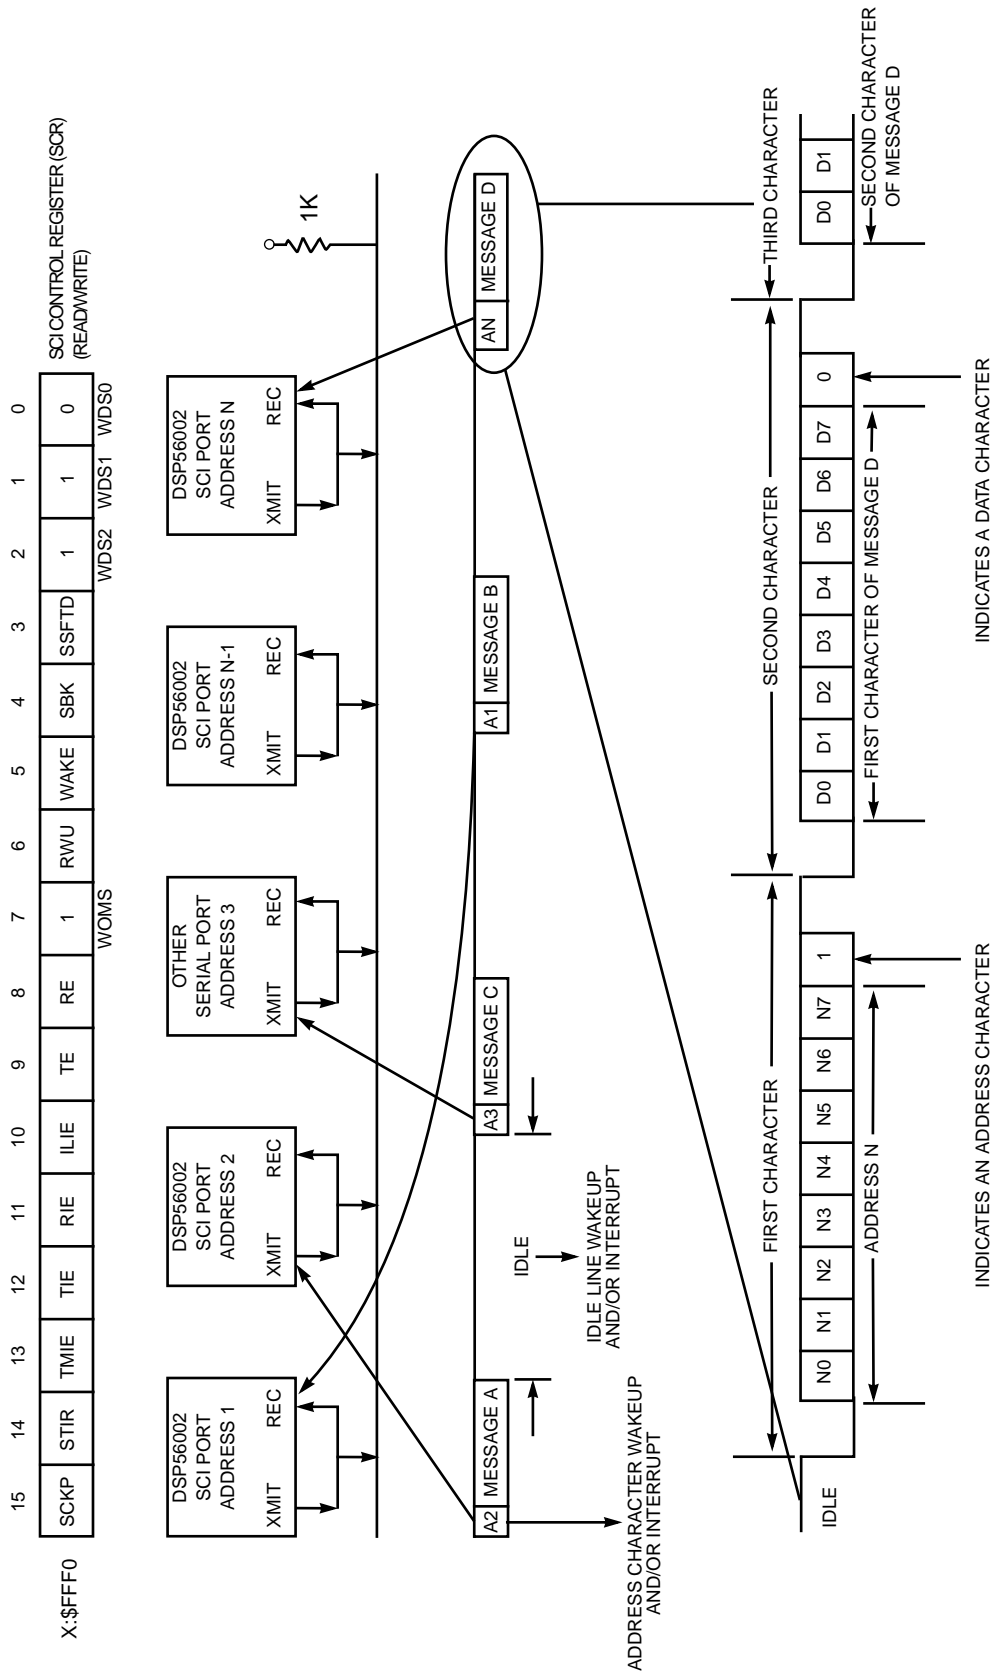 15 14 13 12 11 10 9 8 7 6 5 4 3 2 1 0
X:$FFF0 SCKP STIR TMIE TIE RIE ILIE TE RE 1 RWU WAKE SBK SSFTD 1 1 0
SCI CONTROL REGISTER (SCR)
(READ/WRITE)
WOMS WDS2 WDS1 WDS0
DSP56002
SCI PORT
ADDRESS 1
XMIT REC
DSP56002
SCI PORT
ADDRESS 2
XMIT REC
OTHER
SERIAL PORT
ADDRESS 3
XMIT REC
DSP56002
SCI PORT
ADDRESS N-1
XMIT REC
DSP56002
SCI PORT
ADDRESS N
XMIT REC
1K
A2 MESSAGE A
A3 MESSAGE C
A1 MESSAGE B
AN MESSAGE D
IDLE
IDLE LINE WAKEUP
AND/OR INTERRUPT
ADDRESS CHARACTER WAKEUP
AND/OR INTERRUPT
FIRST CHARACTER
SECOND CHARACTER
THIRD CHARACTER
IDLE
N0 N1 N2 N3 N4 N5 N6 N7 1
D0 D1 D2 D3 D4 D5 D6 D7 0
D0 D1
ADDRESS N
FIRST CHARACTER OF MESSAGE D
SECOND CHARACTER
OF MESSAGE D
INDICATES AN ADDRESS CHARACTER
INDICATES A DATA CHARACTER